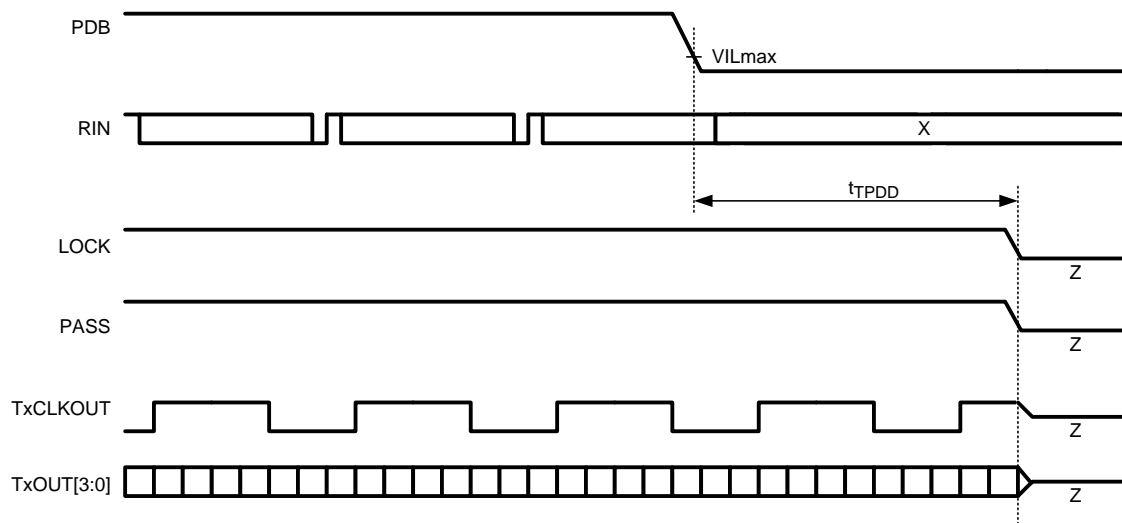 PDB
VILmax
RIN
X
tTPDD
LOCK
Z
PASS
Z
TxCLKOUT
Z
TxOUT[3:0]
Z